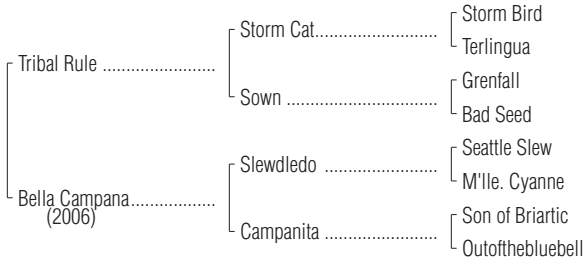 Storm Bird
Storm Cat
Terlingua
Tribal Rule
Grenfall
Sown
Bad Seed
Seattle Slew
Slewdledo
M'lle. Cyanne
Bella Campana
(2006)
Son of Briartic
Campanita
Outofthebluebell